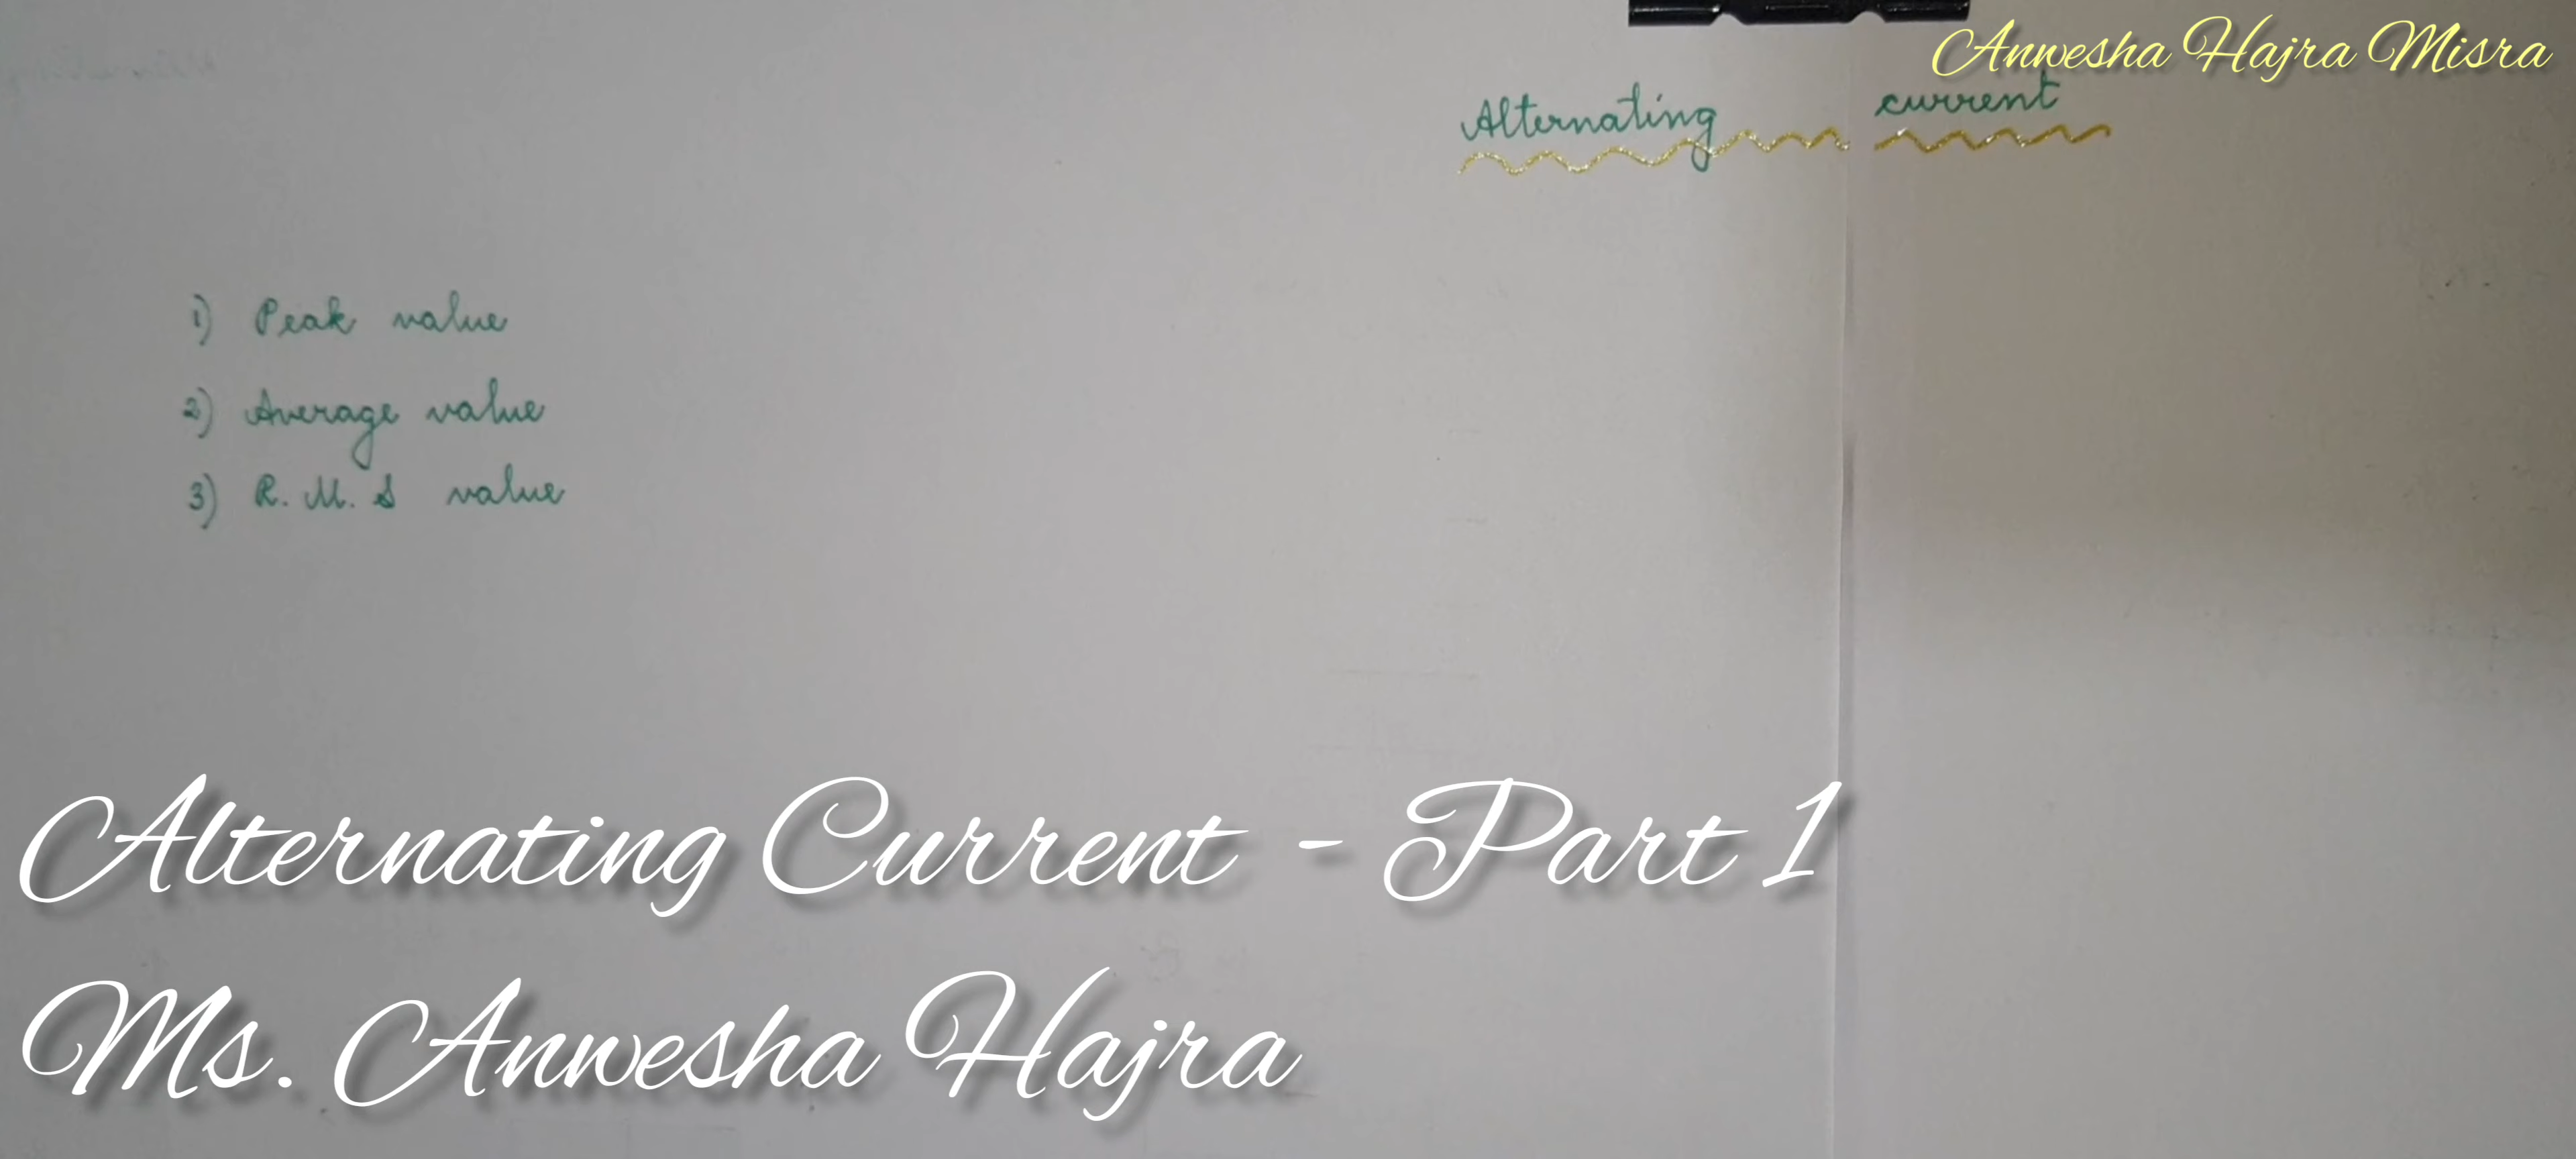 Anwesha Hajra Misra
Alternating current
1) Peak value
2) Average value
3) R. M. S value
Alternating Current - Part 1
Ms. Anwesha Hajra